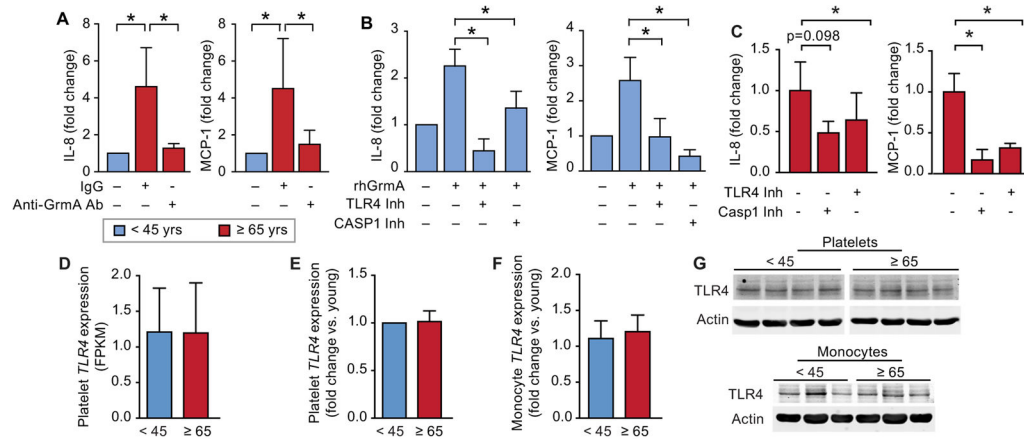 A
IL-8 (fold change)
8
6
4
2
0
* *
MCP-1 (fold change)
8
6
4
2
0
* *
IgG – + – – + –
Anti-GrmA Ab – – + – – +
< 45 yrs ≥ 65 yrs
B
IL-8 (fold change)
3
2
1
0
*
*
MCP-1 (fold change)
4
3
2
1
0
*
*
rhGrmA – + + + – + + +
TLR4 Inh – – + – – – + –
CASP1 Inh – – – + – – – +
C
IL-8 (fold change)
1.5
1.0
0.5
0.0
*
p=0.098
MCP-1 (fold change)
1.5
1.0
0.5
0.0
*
*
TLR4 Inh – – + – – +
Casp1 Inh – + – – + –
D
Platelet TLR4 expression
(FPKM)
2.0
1.5
1.0
0.5
0.0
< 45 ≥ 65
E
Platelet TLR4 expression
(fold change vs. young)
1.5
1.0
0.5
0.0
< 45 ≥ 65
F
Monocyte TLR4 expression
(fold change vs. young)
2.0
1.5
1.0
0.5
0.0
< 45 ≥ 65
G
Platelets
< 45 ≥ 65
TLR4
Actin
Monocytes
< 45 ≥ 65
TLR4
Actin